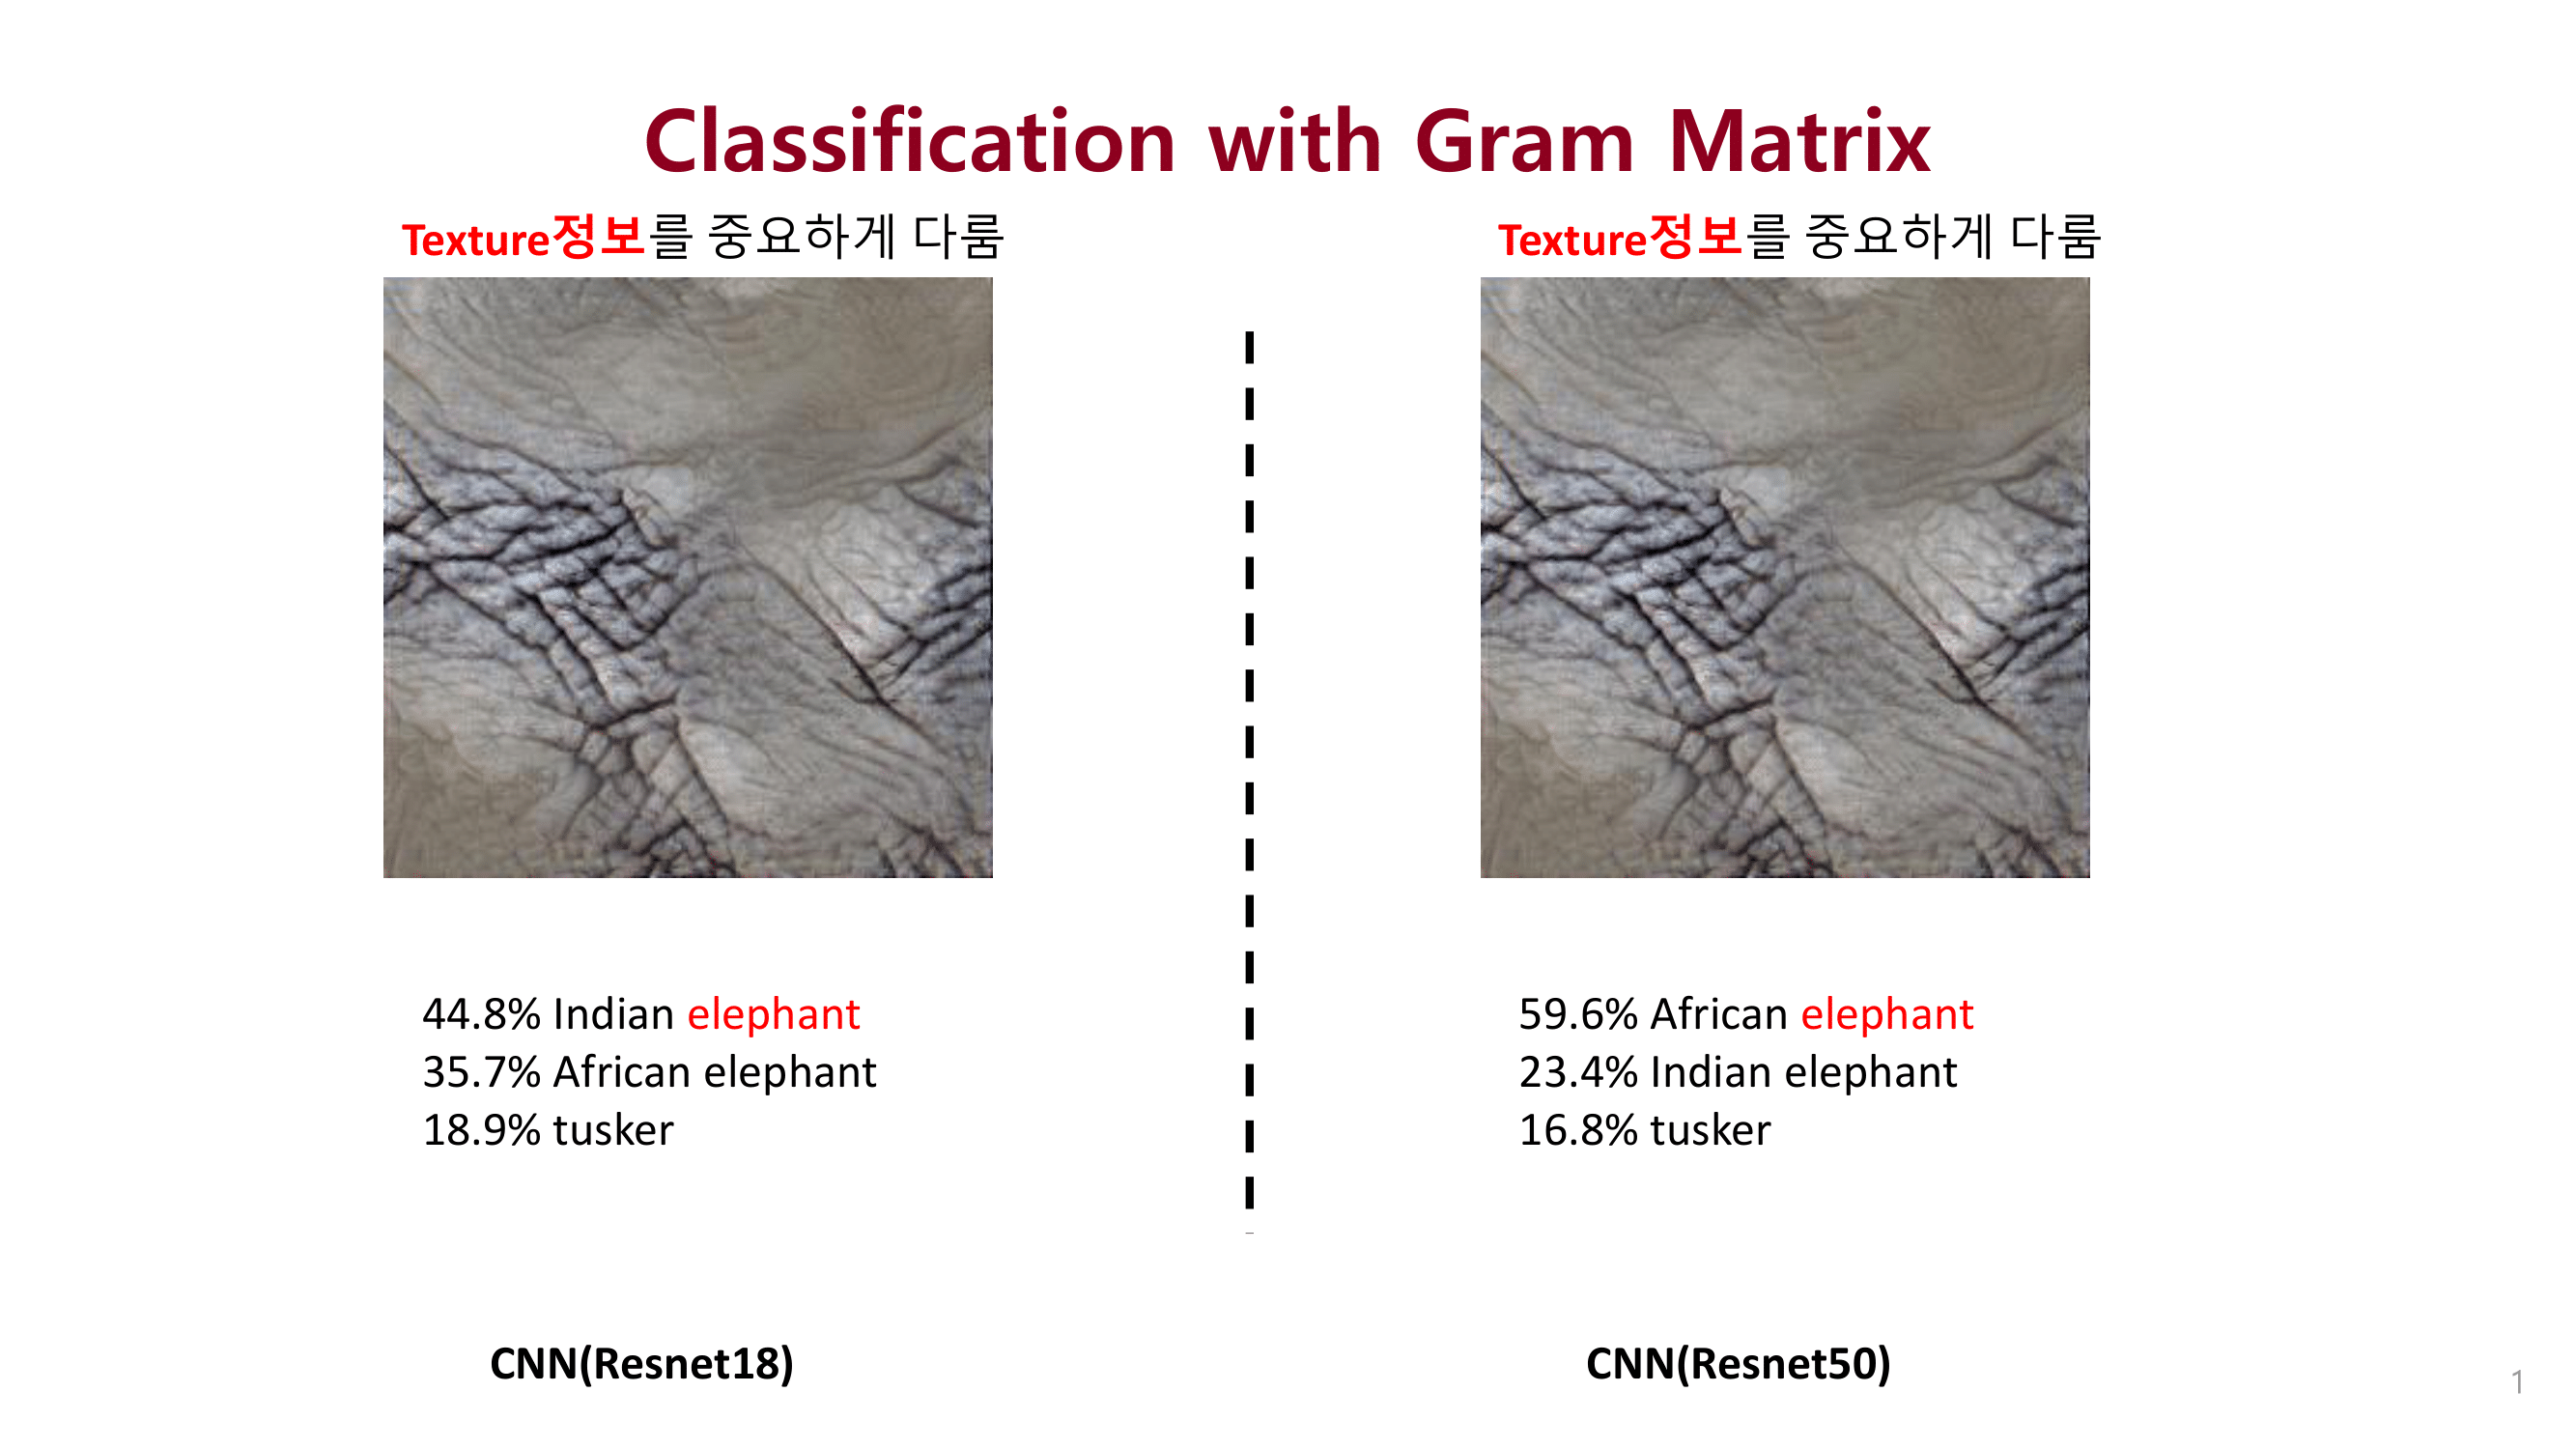 Classification with Gram Matrix
Texture정보를 중요하게 다룸
44.8% Indian elephant
35.7% African elephant
18.9% tusker
CNN(Resnet18)
Texture정보를 중요하게 다룸
59.6% African elephant
23.4% Indian elephant
16.8% tusker
CNN(Resnet50)
1